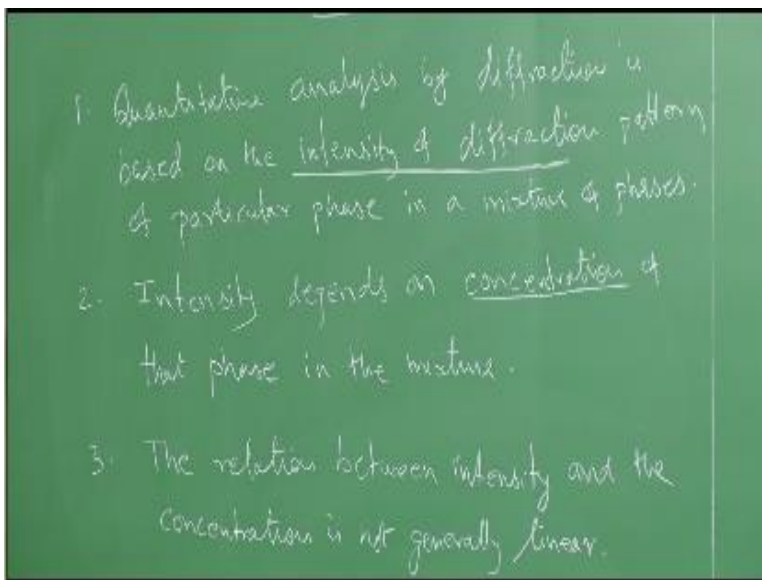 1. Quantitative analysis by diffraction is
based on the intensity of diffraction pattern
of particular phase in a mixture of phases.
2. Intensity depends on concentration of
that phase in the mixture.
3. The relation between intensity and the
concentration is not generally linear.